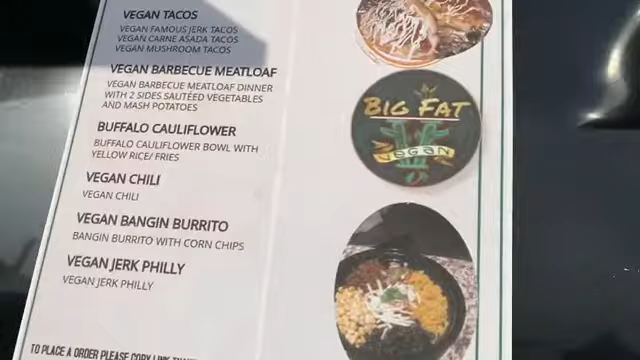 VEGAN TACOS
VEGAN FAMOUS JERK TACOS
VEGAN CARNE ASADA TACOS
VEGAN MUSHROOM TACOS
VEGAN BARBECUE MEATLOAF
VEGAN BARBECUE MEATLOAF DINNER
WITH 2 SIDES SAUTÉED VEGETABLES
AND MASH POTATOES
BUFFALO CAULIFLOWER
BUFFALO CAULIFLOWER BOWL WITH
YELLOW RICE/ FRIES
VEGAN CHILI
VEGAN CHILI
VEGAN BANGIN BURRITO
BANGIN BURRITO WITH CORN CHIPS
VEGAN JERK PHILLY
VEGAN JERK PHILLY
TO PLACE A ORDER PLEASE COPY LINK
BIG FAT
VEGAN